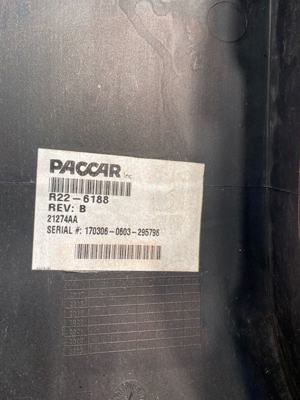 PACCAR inc
R22-6188
REV: B
21274AA
SERIAL #: 170306-0603-295796